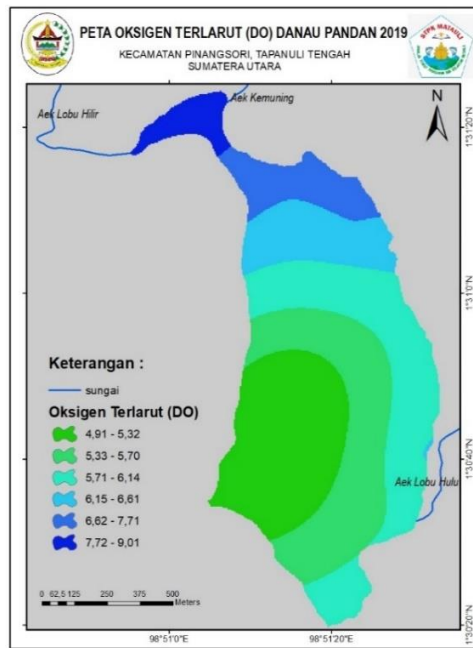 PETA OKSIGEN TERLARUT (DO) DANAU PANDAN 2019
KECAMATAN PINANGSORI, TAPANULI TENGAH
SUMATERA UTARA
STPK MATAULI
Aek Lobu Hilir
Aek Kemuning
N
1°31'20"
1°31'0"
1°30'40"
1°30'20"
Aek Lobu Hulu
Keterangan :
sungai
Oksigen Terlarut (DO)
4,91 - 5,32
5,33 - 5,70
5,71 - 6,14
6,15 - 6,61
6,62 - 7,71
7,72 - 9,01
0 62,5 125 250 375 500
Meters
98°51'0"E
98°51'20"E